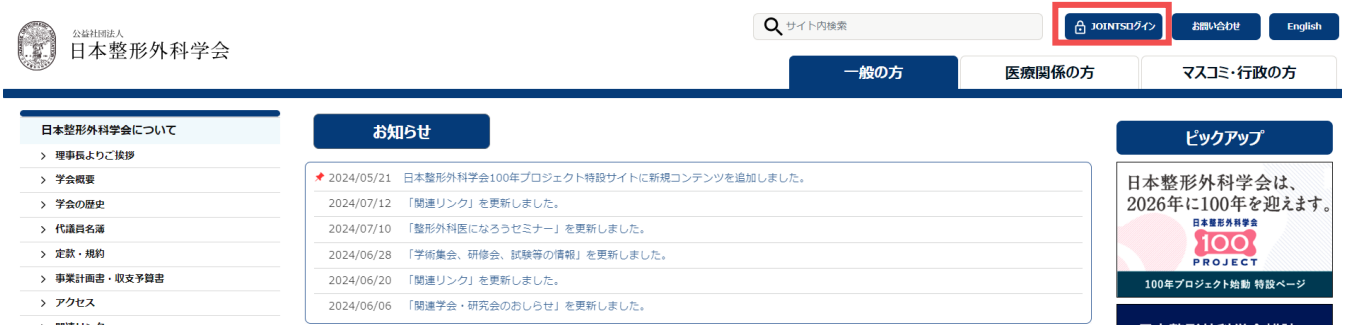 公益社団法人
日本整形外科学会
サイト内検索
JOINTSログイン
お問い合わせ
English
一般の方
医療関係の方
マスコミ・行政の方
日本整形外科学会について
理事長よりご挨拶
学会概要
学会の歴史
代議員名簿
定款・規約
事業計画書・収支予算書
アクセス
お知らせ
2024/05/21 日本整形外科学会100年プロジェクト特設サイトに新規コンテンツを追加しました。
2024/07/12 「関連リンク」を更新しました。
2024/07/10 「整形外科医になろうセミナー」を更新しました。
2024/06/28 「学術集会、研修会、試験等の情報」を更新しました。
2024/06/20 「関連リンク」を更新しました。
2024/06/06 「関連学会・研究会のおしらせ」を更新しました。
ピックアップ
日本整形外科学会は、
2026年に100年を迎えます。
日本整形外科学会
100
PROJECT
100年プロジェクト始動 特設ページ